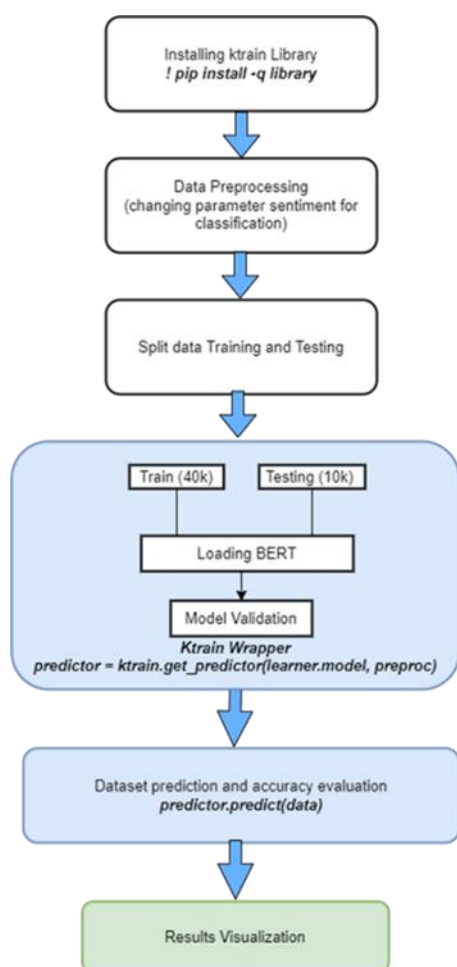 Installing ktrain Library
! pip install -q library
Data Preprocessing
(changing parameter sentiment for
classification)
Split data Training and Testing
Train (40k)
Testing (10k)
Loading BERT
Model Validation
Ktrain Wrapper
predictor = ktrain.get_predictor(learner.model, preproc)
Dataset prediction and accuracy evaluation
predictor.predict(data)
Results Visualization